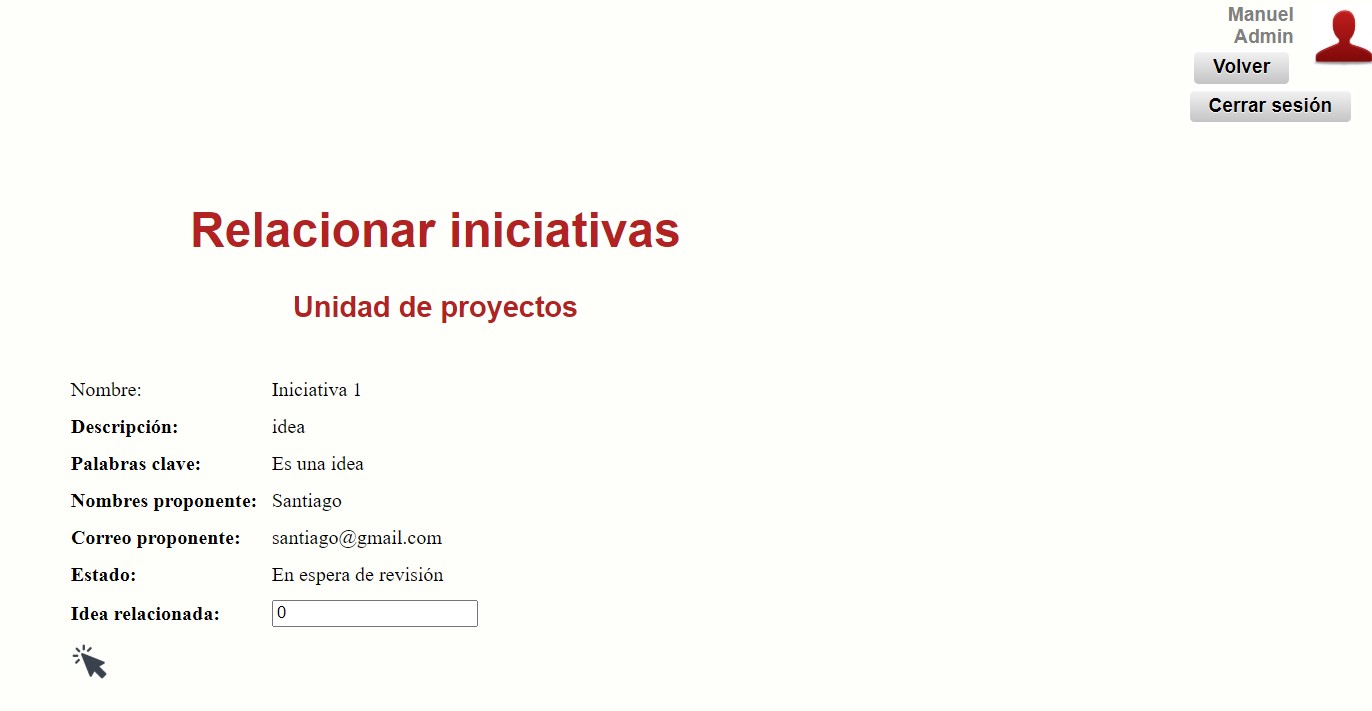 Manuel
Admin
Volver
Cerrar sesión
Relacionar iniciativas
Unidad de proyectos
Nombre: Iniciativa 1
Descripción: idea
Palabras clave: Es una idea
Nombres proponente: Santiago
Correo proponente: santiago@gmail.com
Estado: En espera de revisión
Idea relacionada: 0